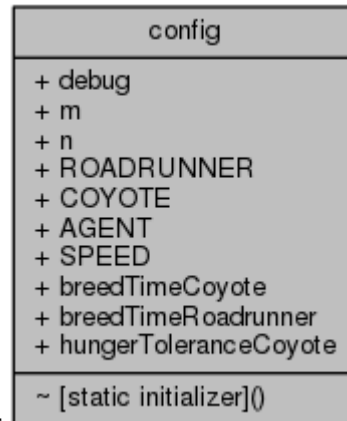 config
+ debug
+ m
+ n
+ ROADRUNNER
+ COYOTE
+ AGENT
+ SPEED
+ breedTimeCoyote
+ breedTimeRoadrunner
+ hungerToleranceCoyote
~ [static initializer]()